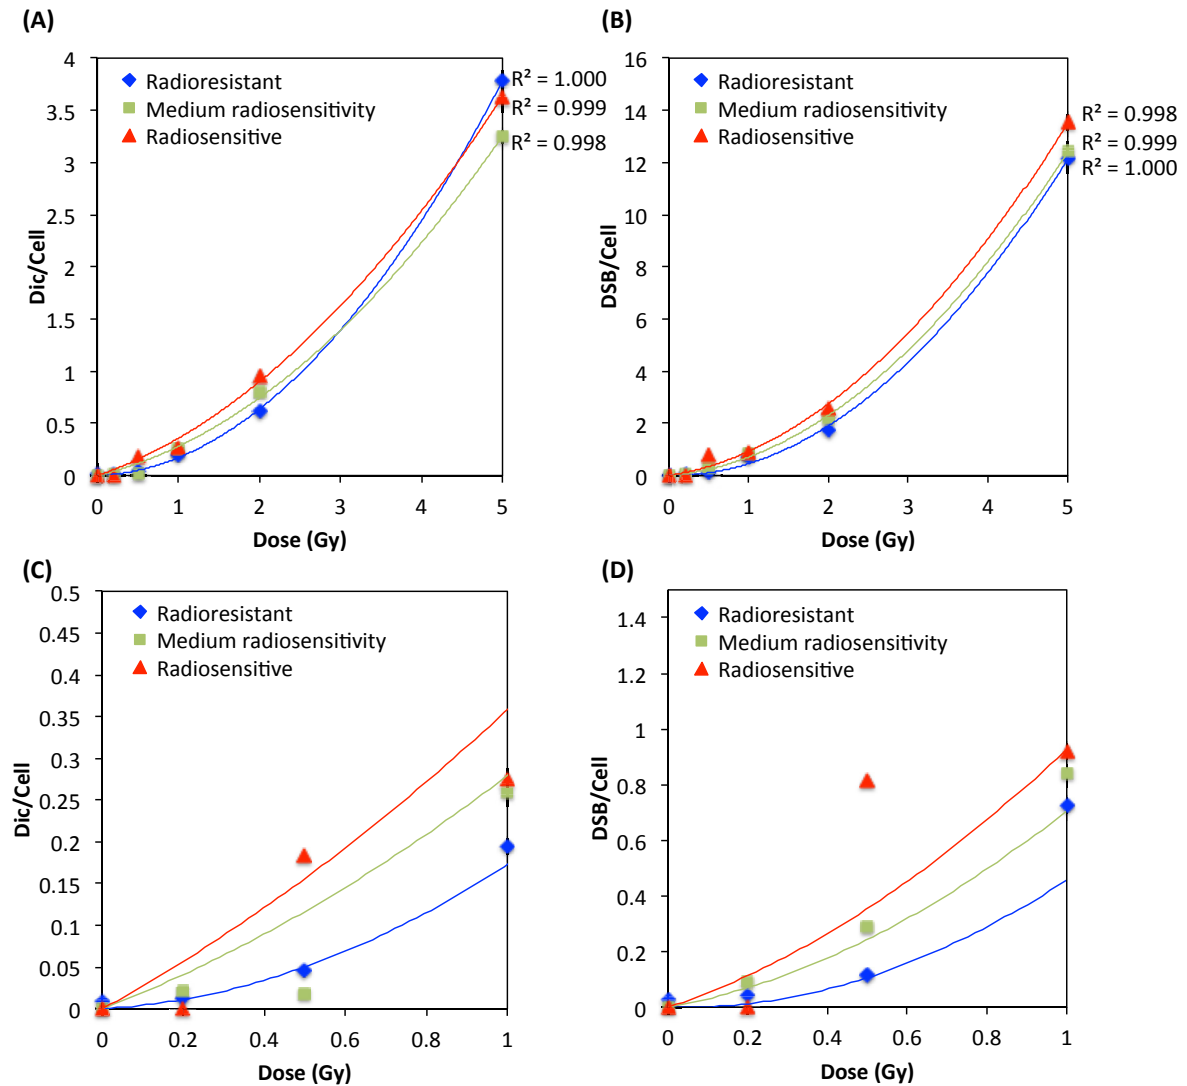 (A)
4
3.5
3
2.5
2
1.5
1
0.5
0
Dic/Cell
Radioresistant
Medium radiosensitivity
Radiosensitive
R² = 1.000
R² = 0.999
R² = 0.998
0 1 2 3 4 5
Dose (Gy)
(B)
16
14
12
10
8
6
4
2
0
DSB/Cell
Radioresistant
Medium radiosensitivity
Radiosensitive
R² = 0.998
R² = 0.999
R² = 1.000
0 1 2 3 4 5
Dose (Gy)
(C)
0.5
0.45
0.4
0.35
0.3
0.25
0.2
0.15
0.1
0.05
0
Dic/Cell
Radioresistant
Medium radiosensitivity
Radiosensitive
0 0.2 0.4 0.6 0.8 1
Dose (Gy)
(D)
1.4
1.2
1
0.8
0.6
0.4
0.2
0
DSB/Cell
Radioresistant
Medium radiosensitivity
Radiosensitive
0 0.2 0.4 0.6 0.8 1
Dose (Gy)